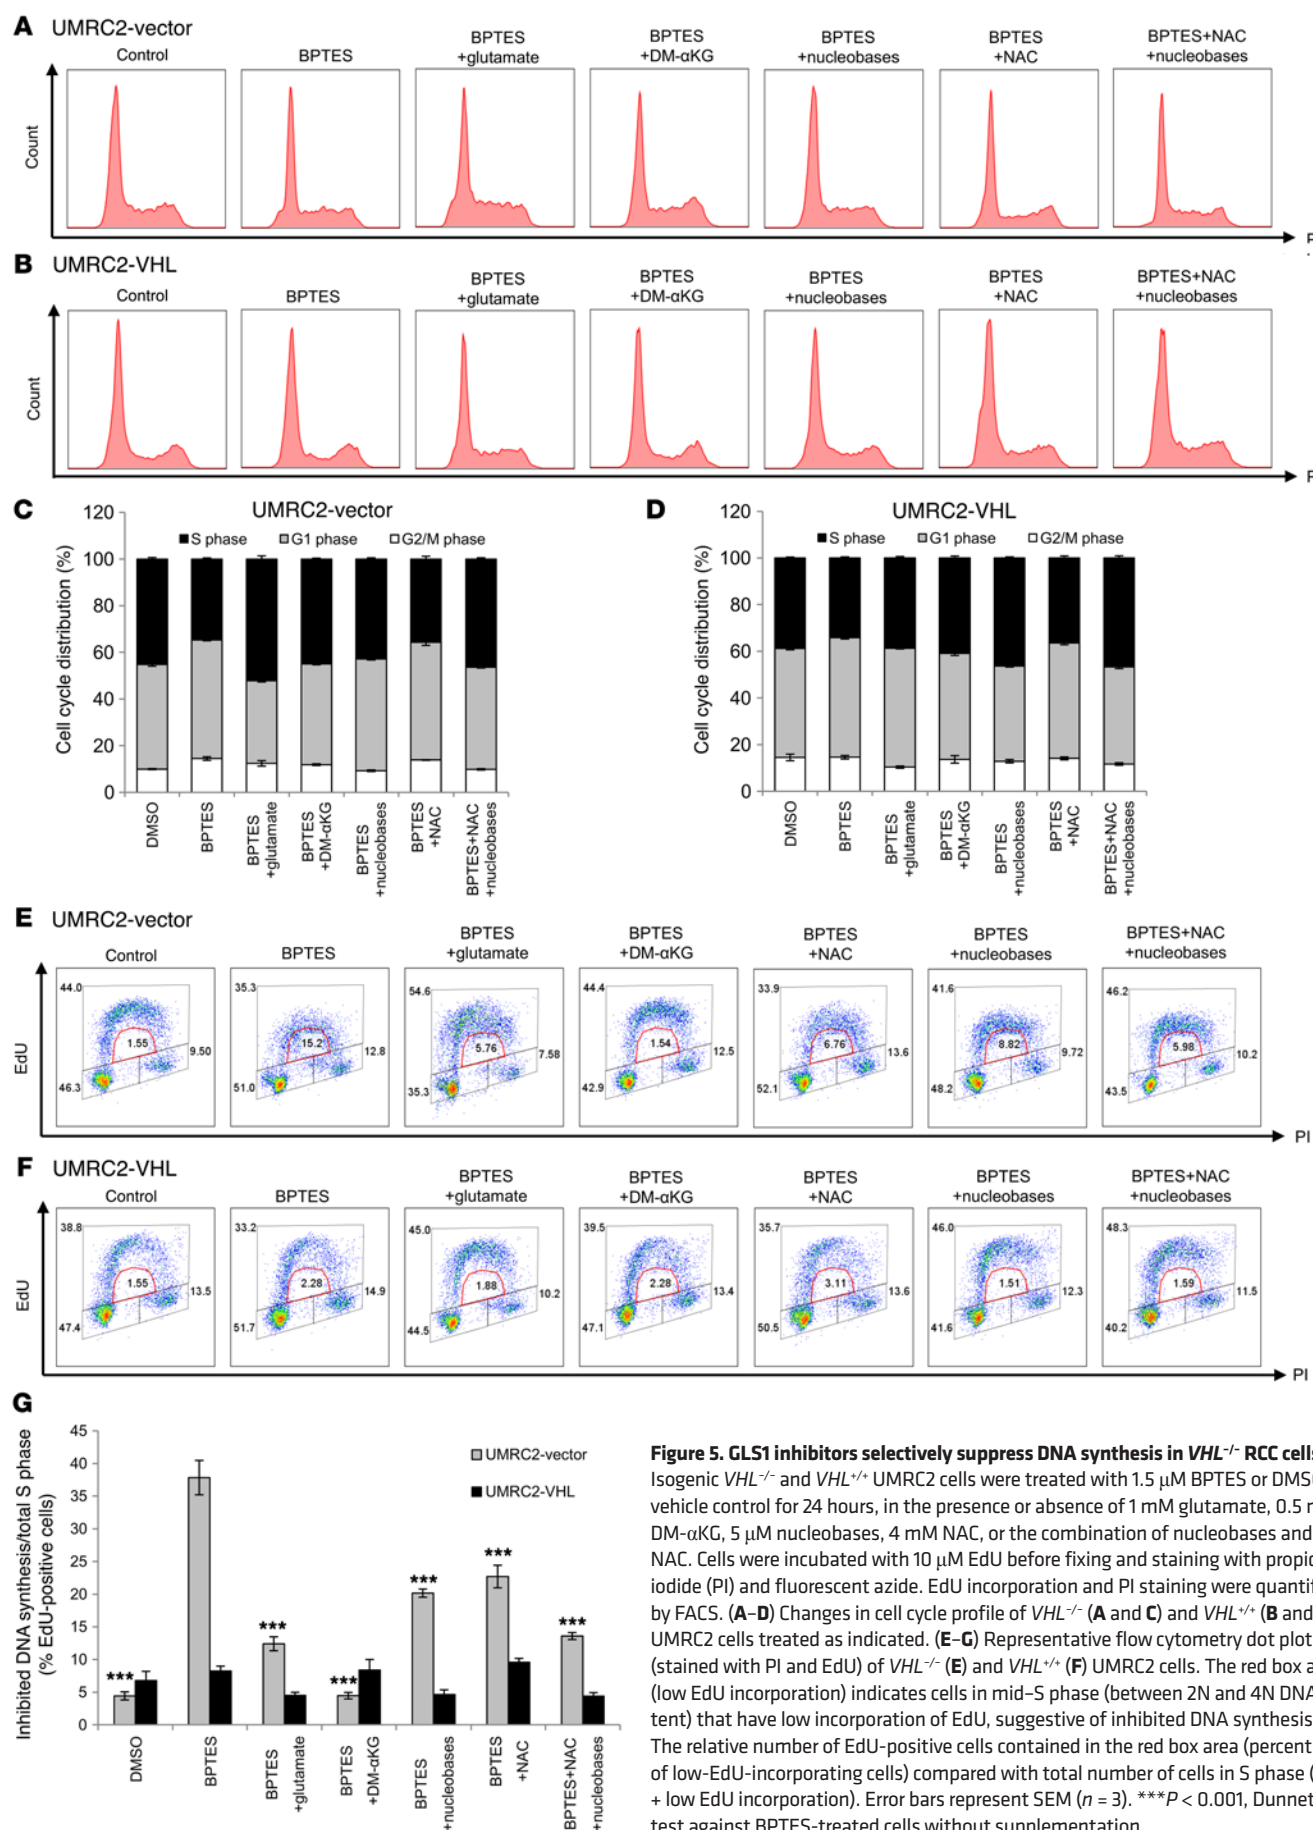 A UMRC2-vector
Control
BPTES
BPTES
+glutamate
BPTES
+DM-αKG
BPTES
+nucleobases
BPTES
+NAC
BPTES+NAC
+nucleobases
Count
B UMRC2-VHL
Control
BPTES
BPTES
+glutamate
BPTES
+DM-αKG
BPTES
+nucleobases
BPTES
+NAC
BPTES+NAC
+nucleobases
Count
C UMRC2-vector
S phase G1 phase G2/M phase
Cell cycle distribution (%)
120
100
80
60
40
20
0
DMSO
BPTES
BPTES
+glutamate
BPTES
+DM-αKG
BPTES
+nucleobases
BPTES
+NAC
BPTES+NAC
+nucleobases
D UMRC2-VHL
S phase G1 phase G2/M phase
Cell cycle distribution (%)
120
100
80
60
40
20
0
DMSO
BPTES
BPTES
+glutamate
BPTES
+DM-αKG
BPTES
+nucleobases
BPTES
+NAC
BPTES+NAC
+nucleobases
E UMRC2-vector
Control
BPTES
BPTES
+glutamate
BPTES
+DM-αKG
BPTES
+NAC
BPTES
+nucleobases
BPTES+NAC
+nucleobases
EdU
44.0 1.55 9.50 46.3
35.3 15.2 12.8 51.0
54.6 5.76 7.58 35.3
44.4 1.54 12.5 42.9
33.9 6.76 13.6 52.1
41.6 8.82 9.72 48.2
46.2 5.98 10.2 43.5
PI
F UMRC2-VHL
Control
BPTES
BPTES
+glutamate
BPTES
+DM-αKG
BPTES
+NAC
BPTES
+nucleobases
BPTES+NAC
+nucleobases
EdU
38.8 1.55 13.5 47.4
33.2 2.28 14.9 51.7
45.0 1.88 10.2 44.5
39.5 2.28 13.4 47.1
35.7 3.11 13.6 50.5
46.0 1.51 12.3 41.6
48.3 1.59 11.5 40.2
PI
G
Inhibited DNA synthesis/total S phase
(% EdU-positive cells)
45
40
35
30
25
20
15
10
5
0
UMRC2-vector
UMRC2-VHL
*** *** *** *** *** ***
DMSO
BPTES
BPTES
+glutamate
BPTES
+DM-αKG
BPTES
+nucleobases
BPTES
+NAC
BPTES+NAC
+nucleobases
Figure 5. GLS1 inhibitors selectively suppress DNA synthesis in VHL–/– RCC cells
Isogenic VHL–/– and VHL+/+ UMRC2 cells were treated with 1.5 μM BPTES or DMSO
vehicle control for 24 hours, in the presence or absence of 1 mM glutamate, 0.5
DM-αKG, 5 μM nucleobases, 4 mM NAC, or the combination of nucleobases and
NAC. Cells were incubated with 10 μM EdU before fixing and staining with
iodide (PI) and fluorescent azide. EdU incorporation and PI staining were
by FACS. (A–D) Changes in cell cycle profile of VHL–/– (A and C) and VHL+/+ (B and
UMRC2 cells treated as indicated. (E–G) Representative flow cytometry dot
(stained with PI and EdU) of VHL–/– (E) and VHL+/+ (F) UMRC2 cells. The red box
(low EdU incorporation) indicates cells in mid–S phase (between 2N and 4N DNA
tent) that have low incorporation of EdU, suggestive of inhibited DNA synthesis
The relative number of EdU-positive cells contained in the red box area (percent
of low-EdU-incorporating cells) compared with total number of cells in S phase (
+ low EdU incorporation). Error bars represent SEM (n = 3). ***P < 0.001, Dunnet
test against BPTES-treated cells without supplementation